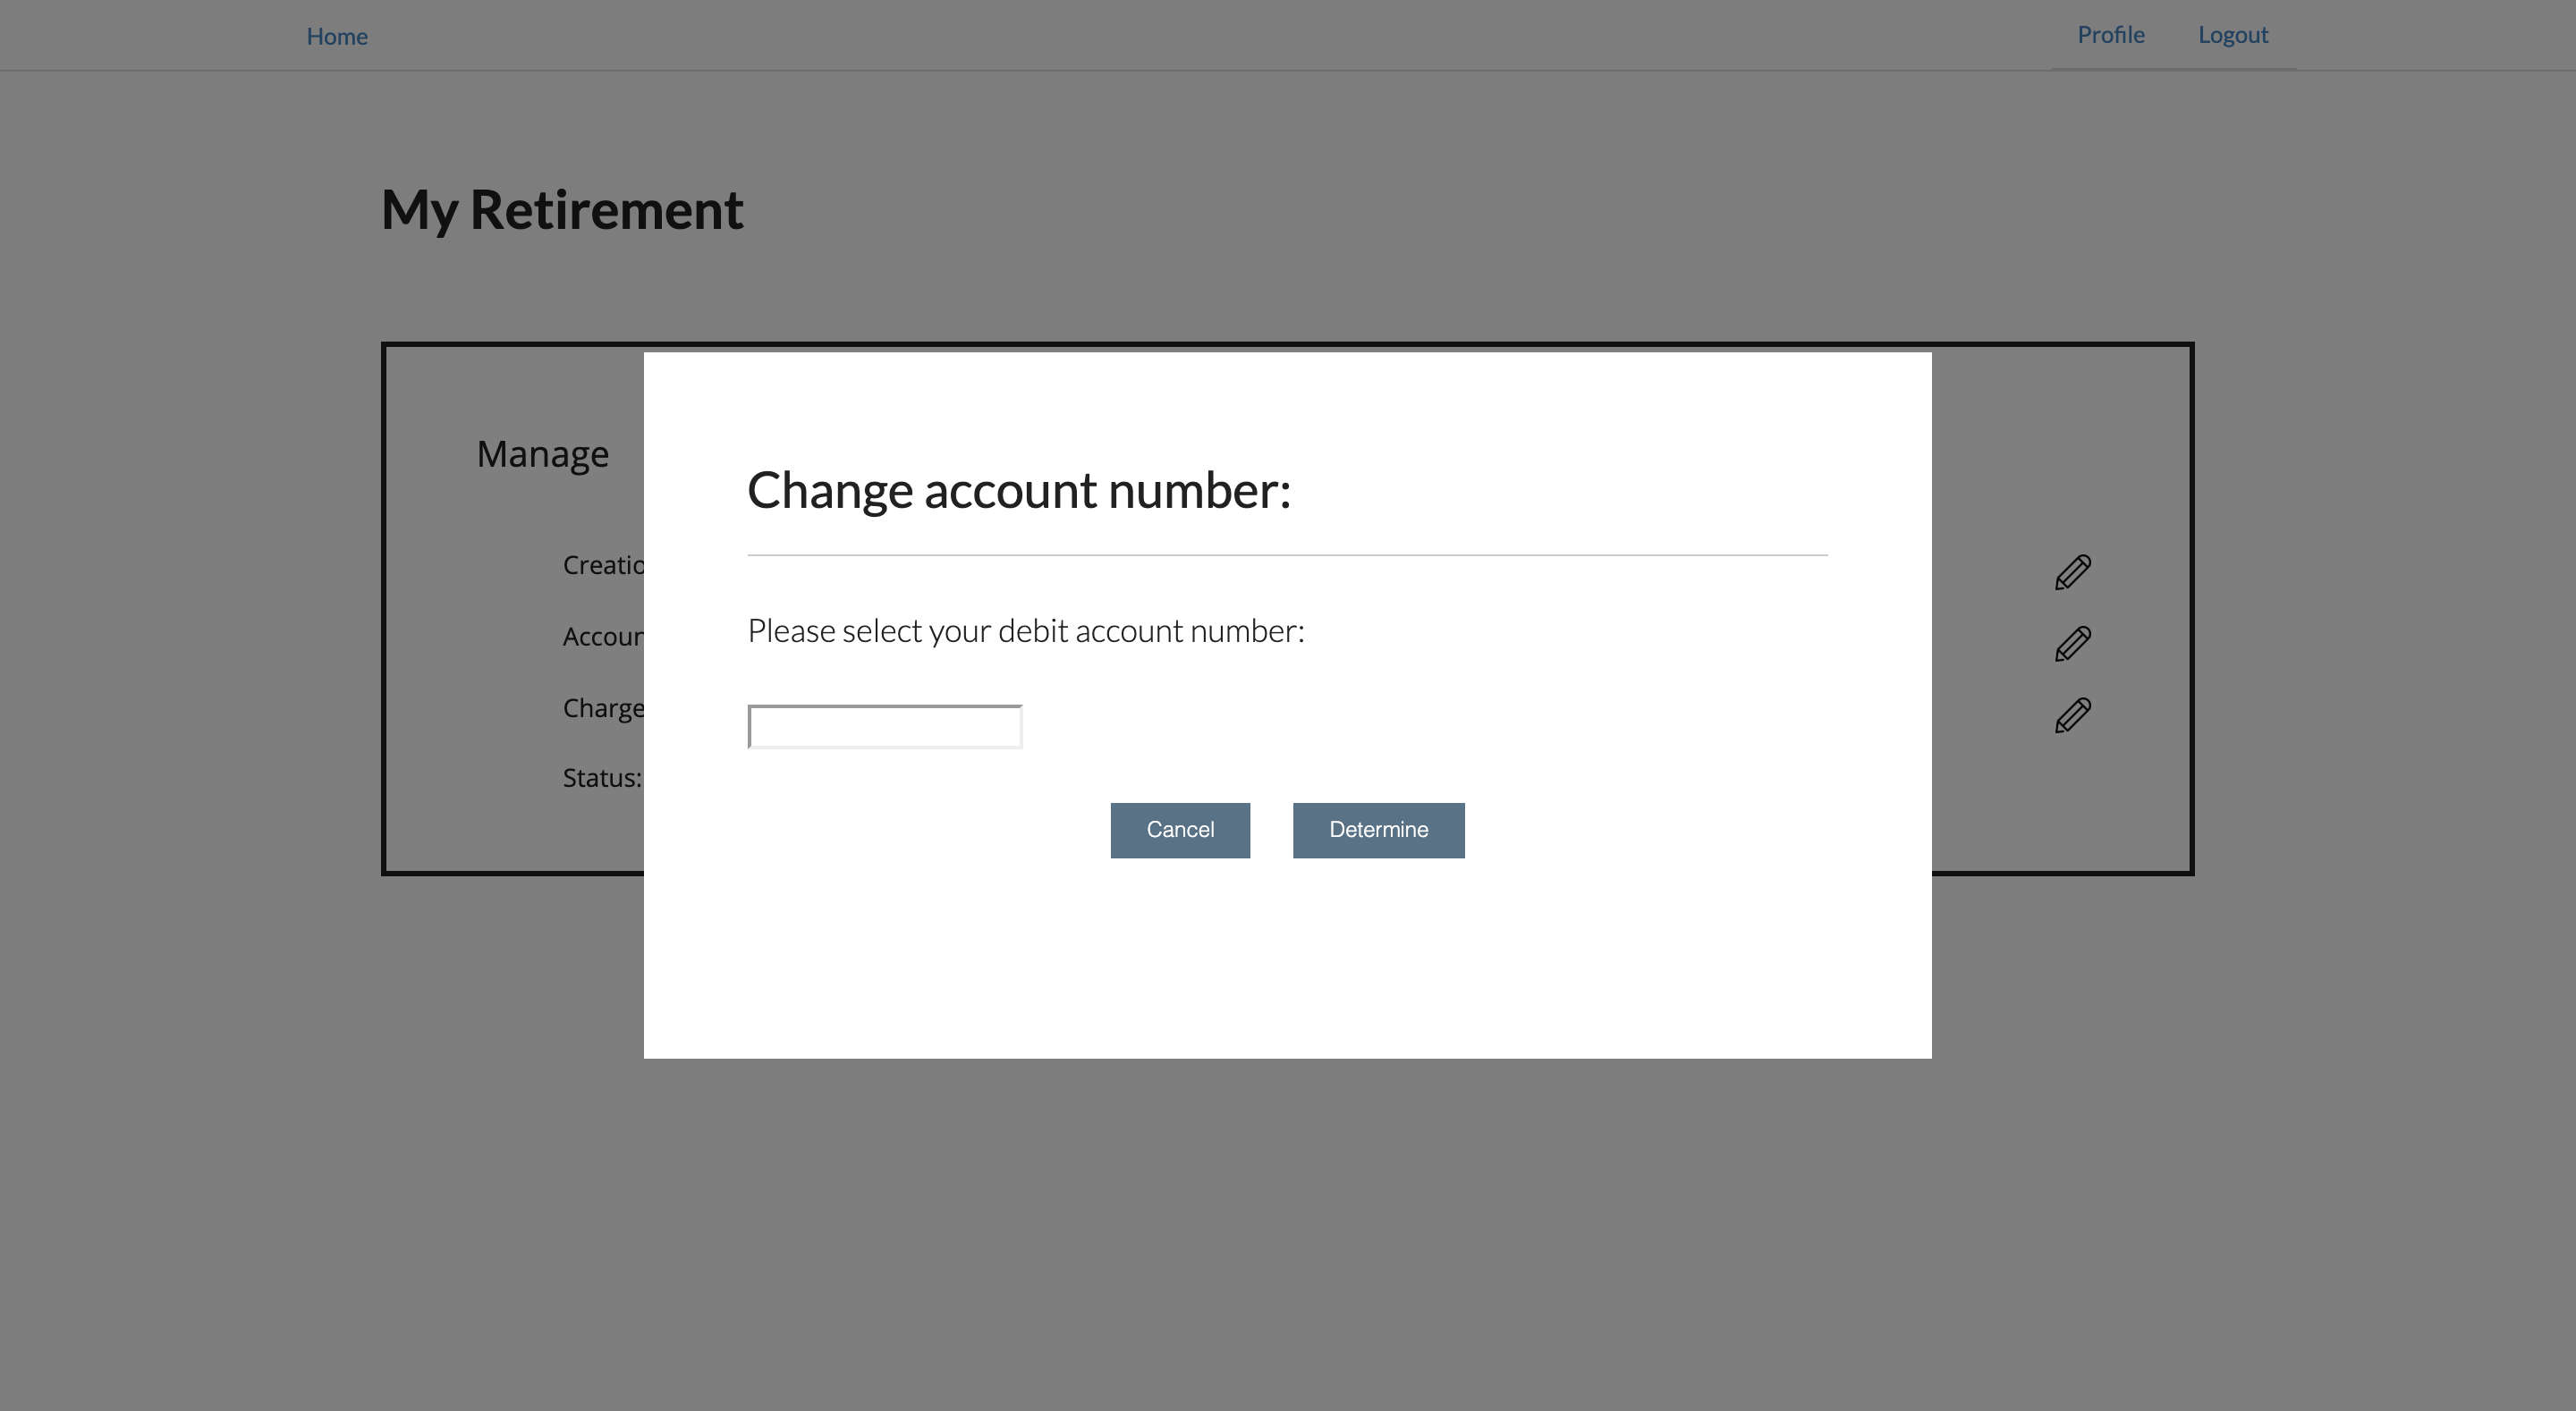 Home
Profile
Logout
My Retirement
Manage
Change account number:
Creatio
Please select your debit account number:
Accoun
Charge
Status:
Cancel
Determine